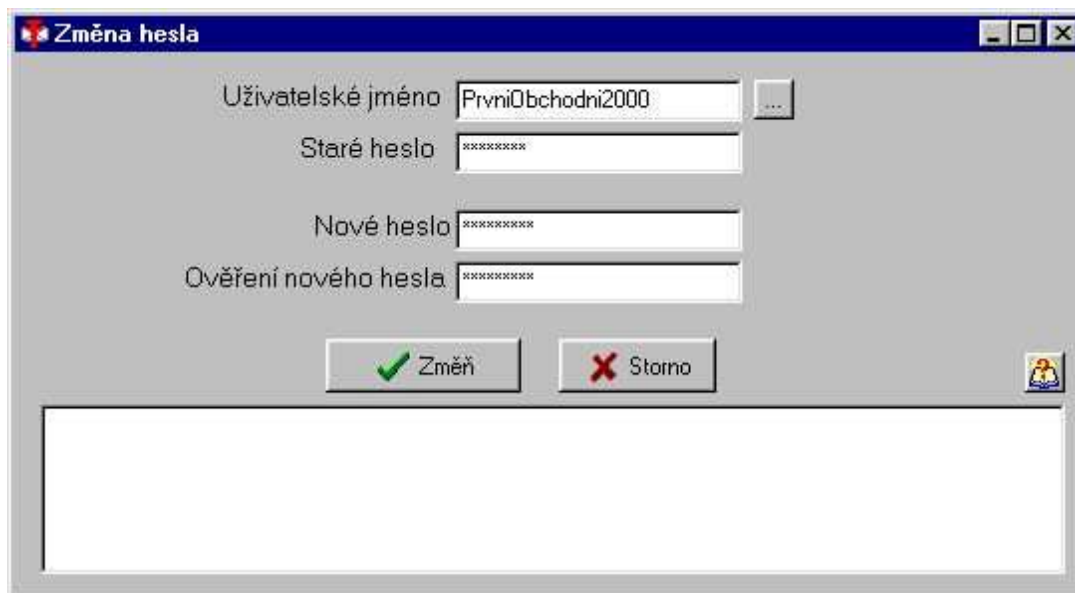 Změna hesla
Uživatelské jméno PrvniObchodni2000 ...
Staré heslo ********
Nové heslo *********
Ověření nového hesla *********
Změň Storno